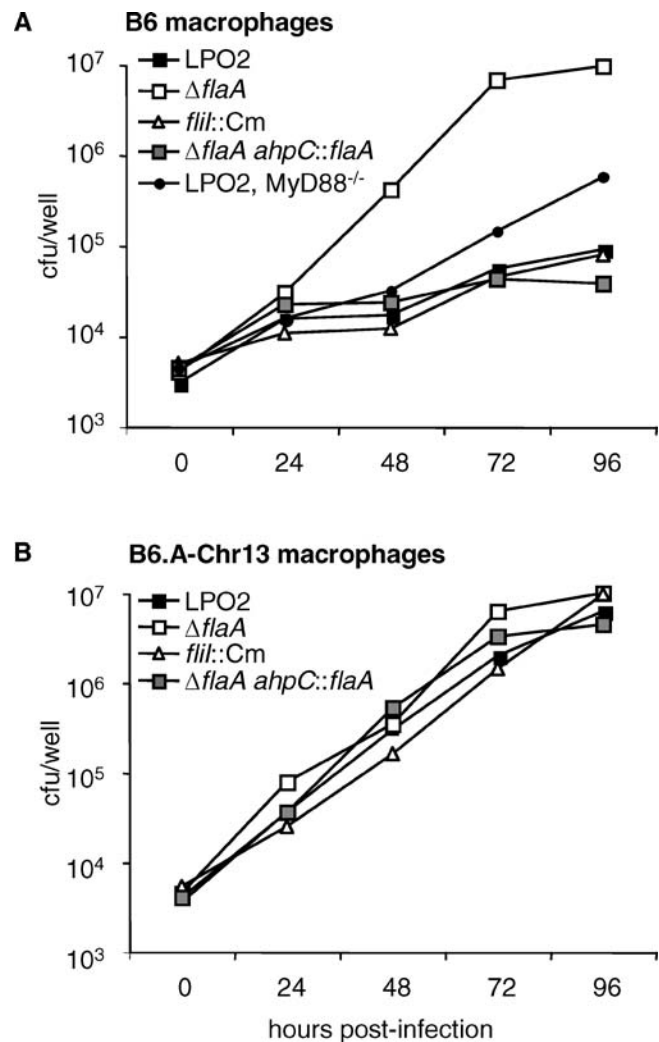 A B6 macrophages
LPO2
ΔflaA
fliI::Cm
ΔflaA ahpC::flaA
LPO2, MyD88-/-
cfu/well
10⁷
10⁶
10⁵
10⁴
10³
0 24 48 72 96
B B6.A-Chr13 macrophages
LPO2
ΔflaA
fliI::Cm
ΔflaA ahpC::flaA
cfu/well
10⁷
10⁶
10⁵
10⁴
10³
0 24 48 72 96
hours post-infection